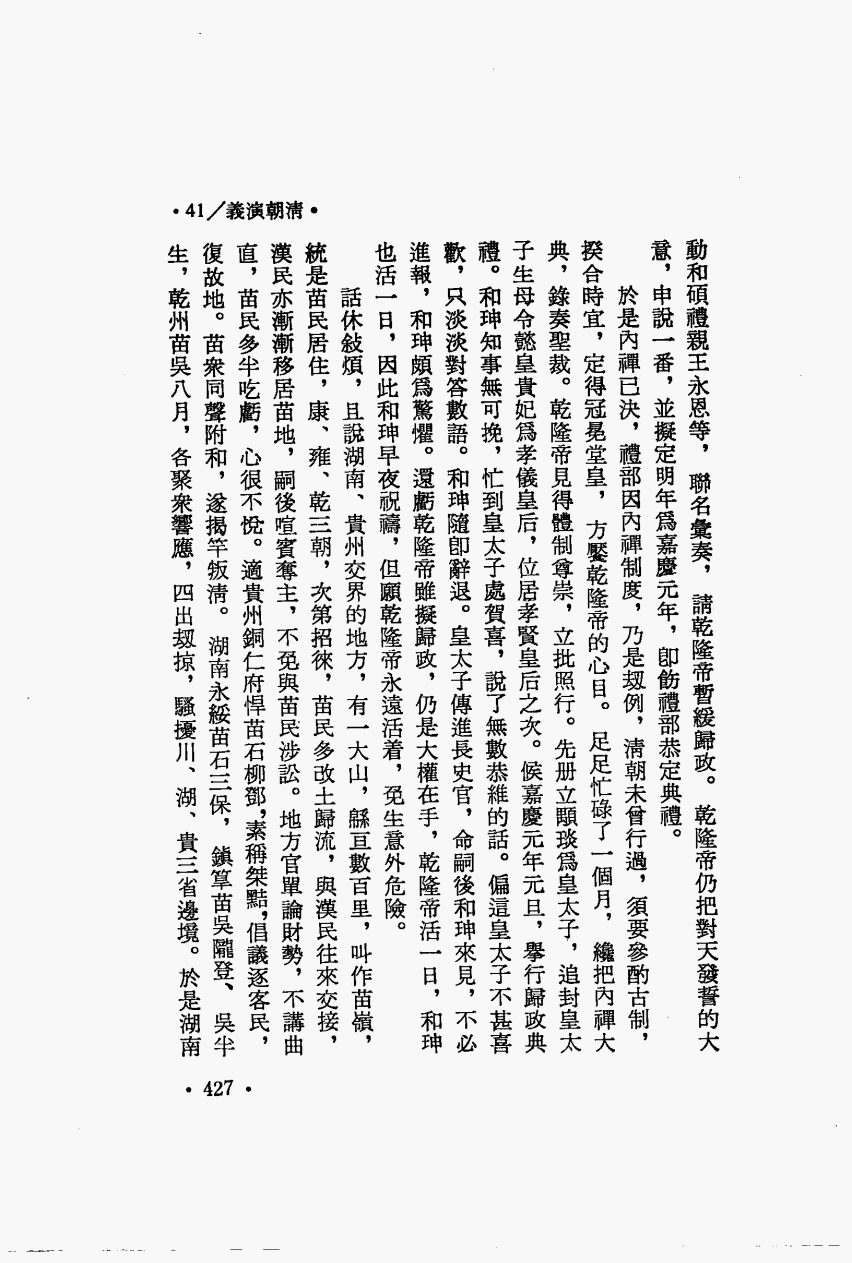 •41／義演朝清•
動和碩禮親王永恩等，聯名彙奏，請乾隆帝暫緩歸政。乾隆帝仍把對天發誓的大
意，申說一番，並擬定明年爲嘉慶元年，卽飭禮部恭定典禮。
於是內禪已決，禮部因內禪制度，乃是刱例，淸朝未曾行過，須要參酌古制，
揆合時宜，定得冠冕堂皇，方饜乾隆帝的心目。足足忙碌了一個月，纔把內禪大
典，錄奏聖裁。乾隆帝見得體制尊崇，立批照行。先册立顒琰爲皇太子，追封皇太
子生母令懿皇貴妃爲孝儀皇后，位居孝賢皇后之次。候嘉慶元年元旦，舉行歸政典
禮。和珅知事無可挽，忙到皇太子處賀喜，說了無數恭維的話。偏這皇太子不甚喜
歡，只淡淡對答數語。和珅隨卽辭退。皇太子傳進長史官，命嗣後和珅來見，不必
進報，和珅頗爲驚懼。還虧乾隆帝雖擬歸政，仍是大權在手，乾隆帝活一日，和珅
也活一日，因此和珅早夜祝禱，但願乾隆帝永遠活着，免生意外危險。
話休敍煩，且說湖南、貴州交界的地方，有一大山，緜亘數百里，叫作苗嶺，
統是苗民居住，康、雍、乾三朝，次第招徠，苗民多改土歸流，與漢民往來交接，
漢民亦漸漸移居苗地，嗣後喧賓奪主，不免與苗民涉訟。地方官單論財勢，不講曲
直，苗民多半吃虧，心很不悅。適貴州銅仁府悍苗石柳鄧，素稱桀黠，倡議逐客民，
復故地。苗衆同聲附和，遂揭竿叛淸。湖南永綏苗石三保，鎮筸苗吳隴登、吳半
生，乾州苗吳八月，各聚衆響應，四出刼掠，騷擾川、湖、貴三省邊境。於是湖南
•427•